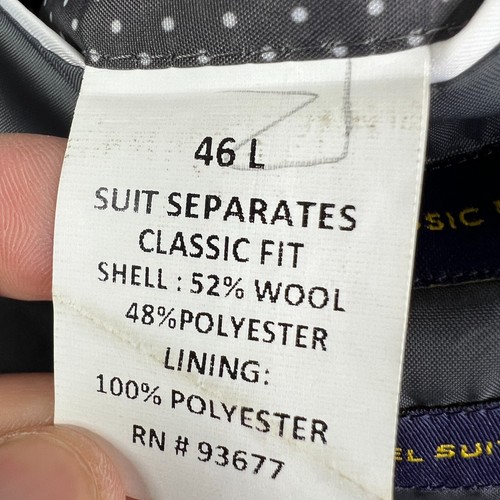 46 L
SUIT SEPARATES
CLASSIC FIT
SHELL : 52% WOOL
48%POLYESTER
LINING:
100% POLYESTER
RN # 93677